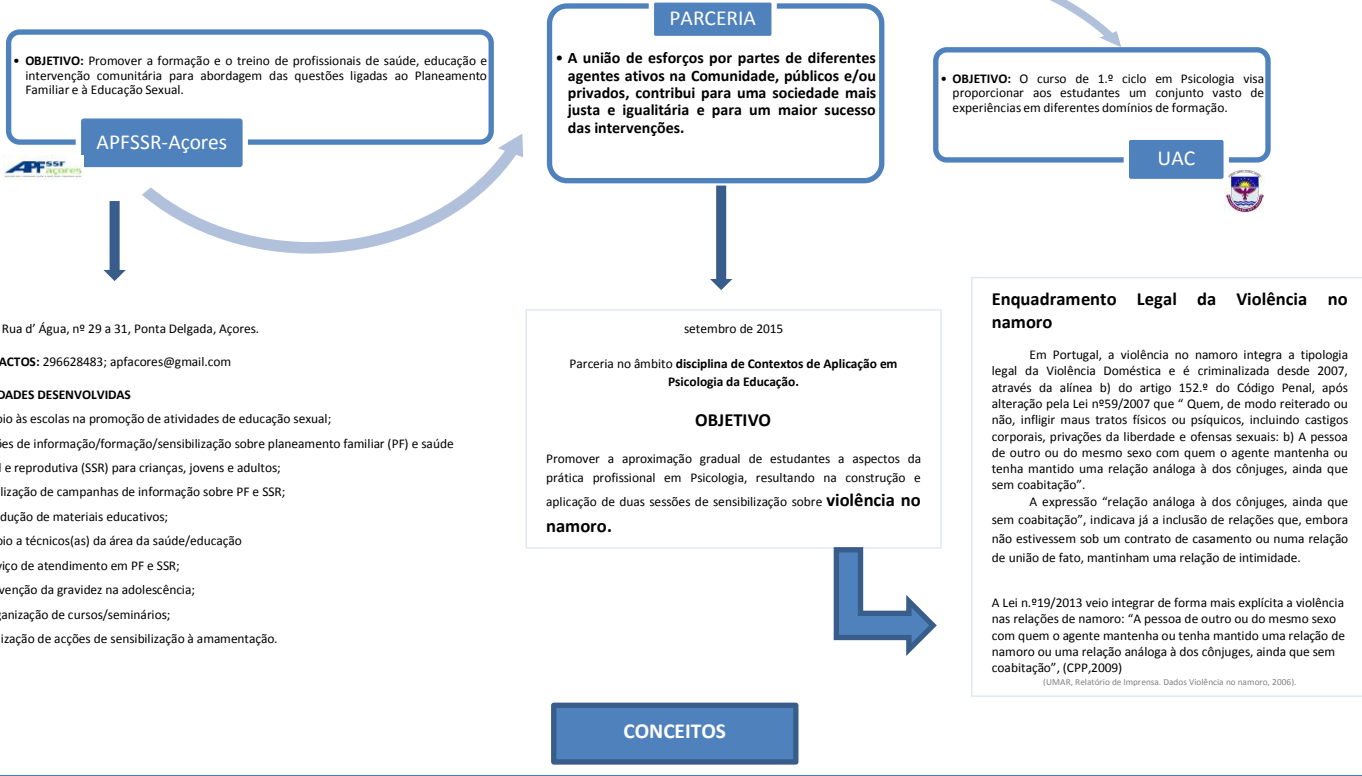 • OBJETIVO: Promover a formação e o treino de profissionais de saúde, educação e
intervenção comunitária para abordagem das questões ligadas ao Planeamento
Familiar e à Educação Sexual.
APFSSR-Açores
APF ssr
açores
PARCERIA
• A união de esforços por partes de diferentes
agentes ativos na Comunidade, públicos e/ou
privados, contribui para uma sociedade mais
justa e igualitária e para um maior sucesso
das intervenções.
• OBJETIVO: O curso de 1.º ciclo em Psicologia visa
proporcionar aos estudantes um conjunto vasto de
experiências em diferentes domínios de formação.
UAC
Rua d’ Água, nº 29 a 31, Ponta Delgada, Açores.
ACTOS: 296628483; apfacores@gmail.com
DADES DESENVOLVIDAS
oio às escolas na promoção de atividades de educação sexual;
ões de informação/formação/sensibilização sobre planeamento familiar (PF) e saúde
l e reprodutiva (SSR) para crianças, jovens e adultos;
lização de campanhas de informação sobre PF e SSR;
dução de materiais educativos;
oio a técnicos(as) da área da saúde/educação
viço de atendimento em PF e SSR;
venção da gravidez na adolescência;
ganização de cursos/seminários;
lização de acções de sensibilização à amamentação.
setembro de 2015
Parceria no âmbito disciplina de Contextos de Aplicação em
Psicologia da Educação.
OBJETIVO
Promover a aproximação gradual de estudantes a aspectos da
prática profissional em Psicologia, resultando na construção e
aplicação de duas sessões de sensibilização sobre violência no
namoro.
Enquadramento Legal da Violência no
namoro
Em Portugal, a violência no namoro integra a tipologia
legal da Violência Doméstica e é criminalizada desde 2007,
através da alínea b) do artigo 152.º do Código Penal, após
alteração pela Lei nº59/2007 que “ Quem, de modo reiterado ou
não, infligir maus tratos físicos ou psíquicos, incluindo castigos
corporais, privações da liberdade e ofensas sexuais: b) A pessoa
de outro ou do mesmo sexo com quem o agente mantenha ou
tenha mantido uma relação análoga à dos cônjuges, ainda que
sem coabitação”.
A expressão “relação análoga à dos cônjuges, ainda que
sem coabitação”, indicava já a inclusão de relações que, embora
não estivessem sob um contrato de casamento ou numa relação
de união de fato, mantinham uma relação de intimidade.
A Lei n.º19/2013 veio integrar de forma mais explícita a violência
nas relações de namoro: “A pessoa de outro ou do mesmo sexo
com quem o agente mantenha ou tenha mantido uma relação de
namoro ou uma relação análoga à dos cônjuges, ainda que sem
coabitação”, (CPP,2009)
(UMAR, Relatório de Imprensa. Dados Violência no namoro, 2006).
CONCEITOS